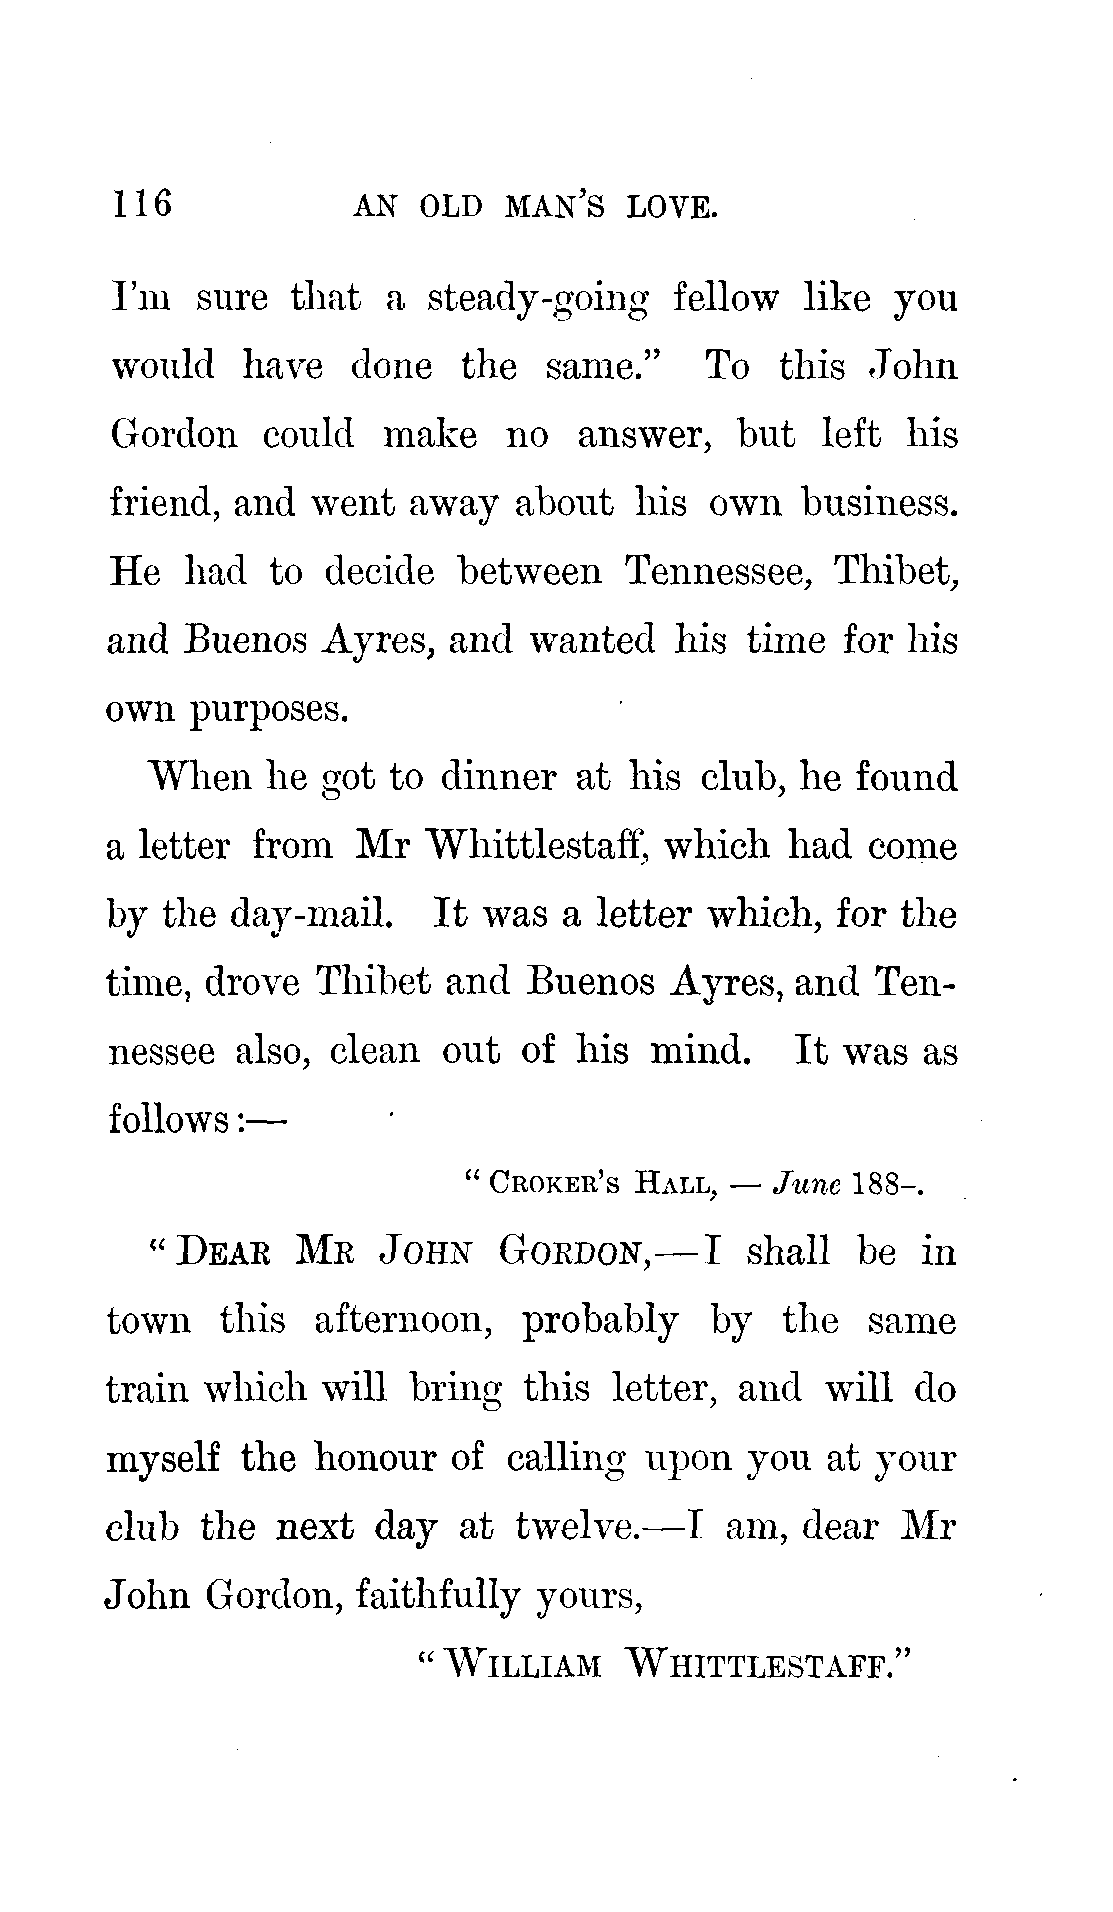 116 AN OLD MAN'S LOVE.
I'm sure that a steady-going fellow like you
would have done the same." To this John
Gordon could make no answer, but left his
friend, and went away about his own business.
He had to decide between Tennessee, Thibet,
and Buenos Ayres, and wanted his time for his
own purposes.
When he got to dinner at his club, he found
a letter from Mr Whittlestaff, which had come
by the day-mail. It was a letter which, for the
time, drove Thibet and Buenos Ayres, and Ten-
nessee also, clean out of his mind. It was as
follows:—
"CROKER'S HALL, — June 188-.
"DEAR MR JOHN GORDON,—I shall be in
town this afternoon, probably by the same
train which will bring this letter, and will do
myself the honour of calling upon you at your
club the next day at twelve.—I am, dear Mr
John Gordon, faithfully yours,
"WILLIAM WHITTLESTAFF."